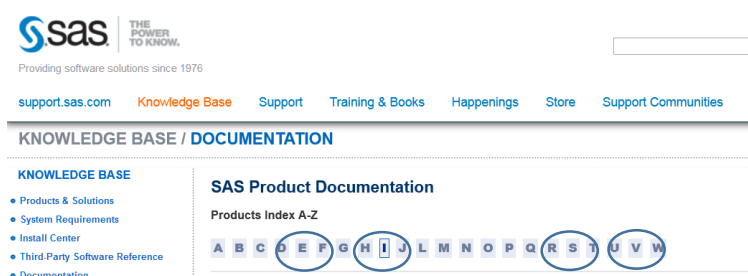 sas
THE
POWER
TO KNOW.
Providing software solutions since 1976
support.sas.com Knowledge Base Support Training & Books Happenings Store Support Communities
KNOWLEDGE BASE / DOCUMENTATION
KNOWLEDGE BASE
Products & Solutions
System Requirements
Install Center
Third-Party Software Reference
Documentation
SAS Product Documentation
Products Index A-Z
A B C D E F G H I J L M N O P Q R S T U V W